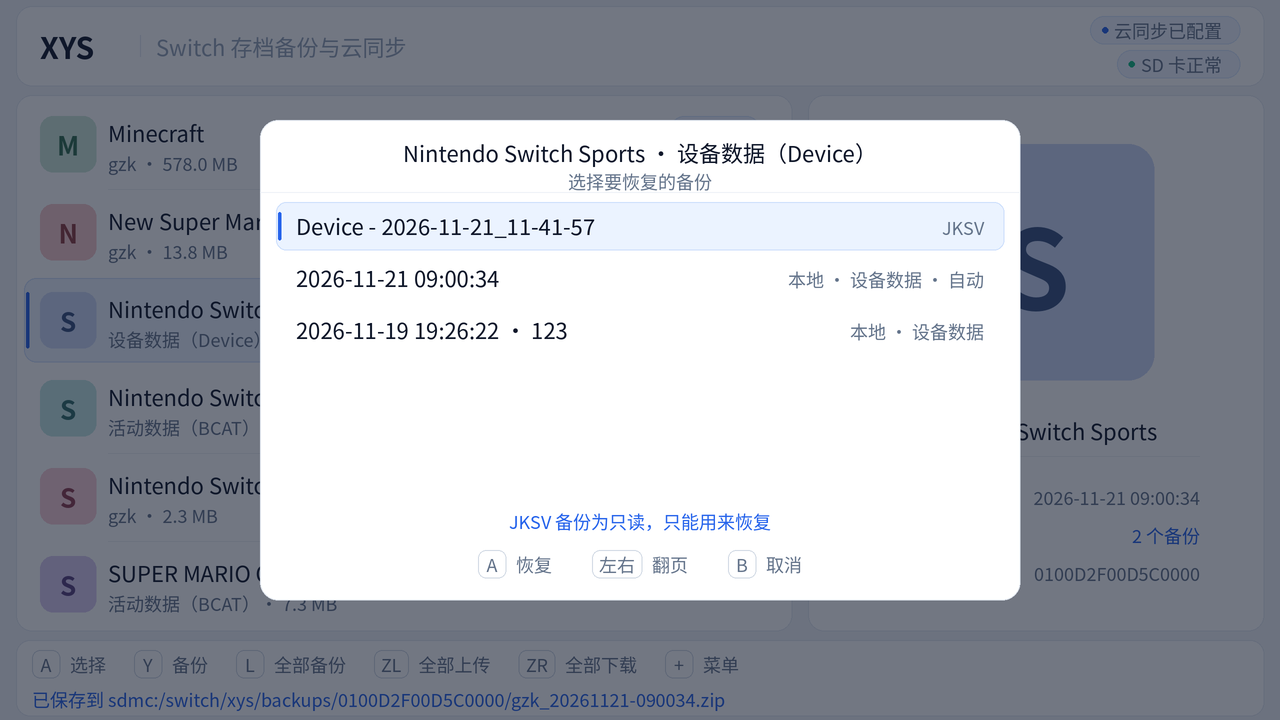 XYS
Switch 存档备份与云同步
云同步已配置
SD 卡正常
M
Minecraft
gzk · 578.0 MB
N
New Super Mar
gzk · 13.8 MB
S
Nintendo Switc
设备数据（Device）
S
Nintendo Switc
活动数据（BCAT）
S
Nintendo Switc
gzk · 2.3 MB
S
SUPER MARIO
活动数据（BCAT） · 7.3 MB
Nintendo Switch Sports · 设备数据（Device）
选择要恢复的备份
Device - 2026-11-21_11-41-57 JKSV
2026-11-21 09:00:34 本地 · 设备数据 · 自动
2026-11-19 19:26:22 · 123 本地 · 设备数据
JKSV 备份为只读，只能用来恢复
A 恢复 左右 翻页 B 取消
S
Switch Sports
2026-11-21 09:00:34
2 个备份
0100D2F00D5C0000
A 选择 Y 备份 L 全部备份 ZL 全部上传 ZR 全部下载 + 菜单
已保存到 sdmc:/switch/xys/backups/0100D2F00D5C0000/gzk_20261121-090034.zip